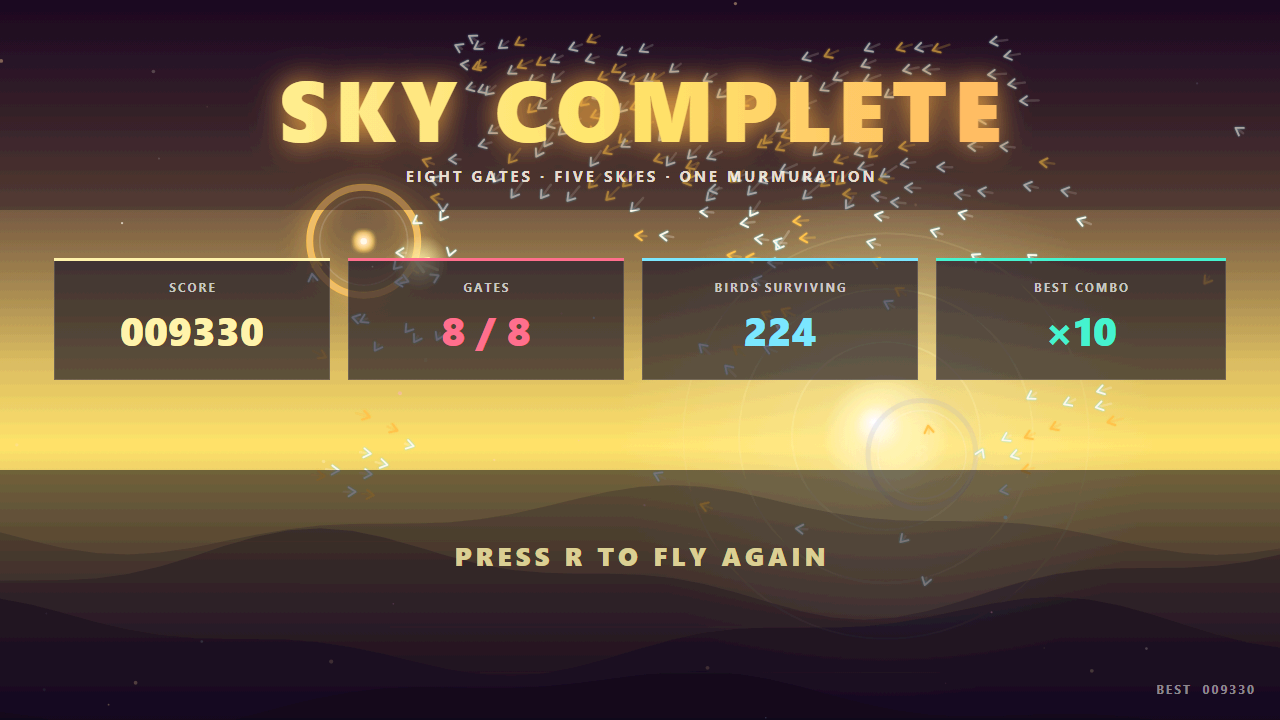 SKY COMPLETE
EIGHT GATES · FIVE SKIES · ONE MURMURATION
SCORE
009330
GATES
8 / 8
BIRDS SURVIVING
224
BEST COMBO
×10
PRESS R TO FLY AGAIN
BEST 009330